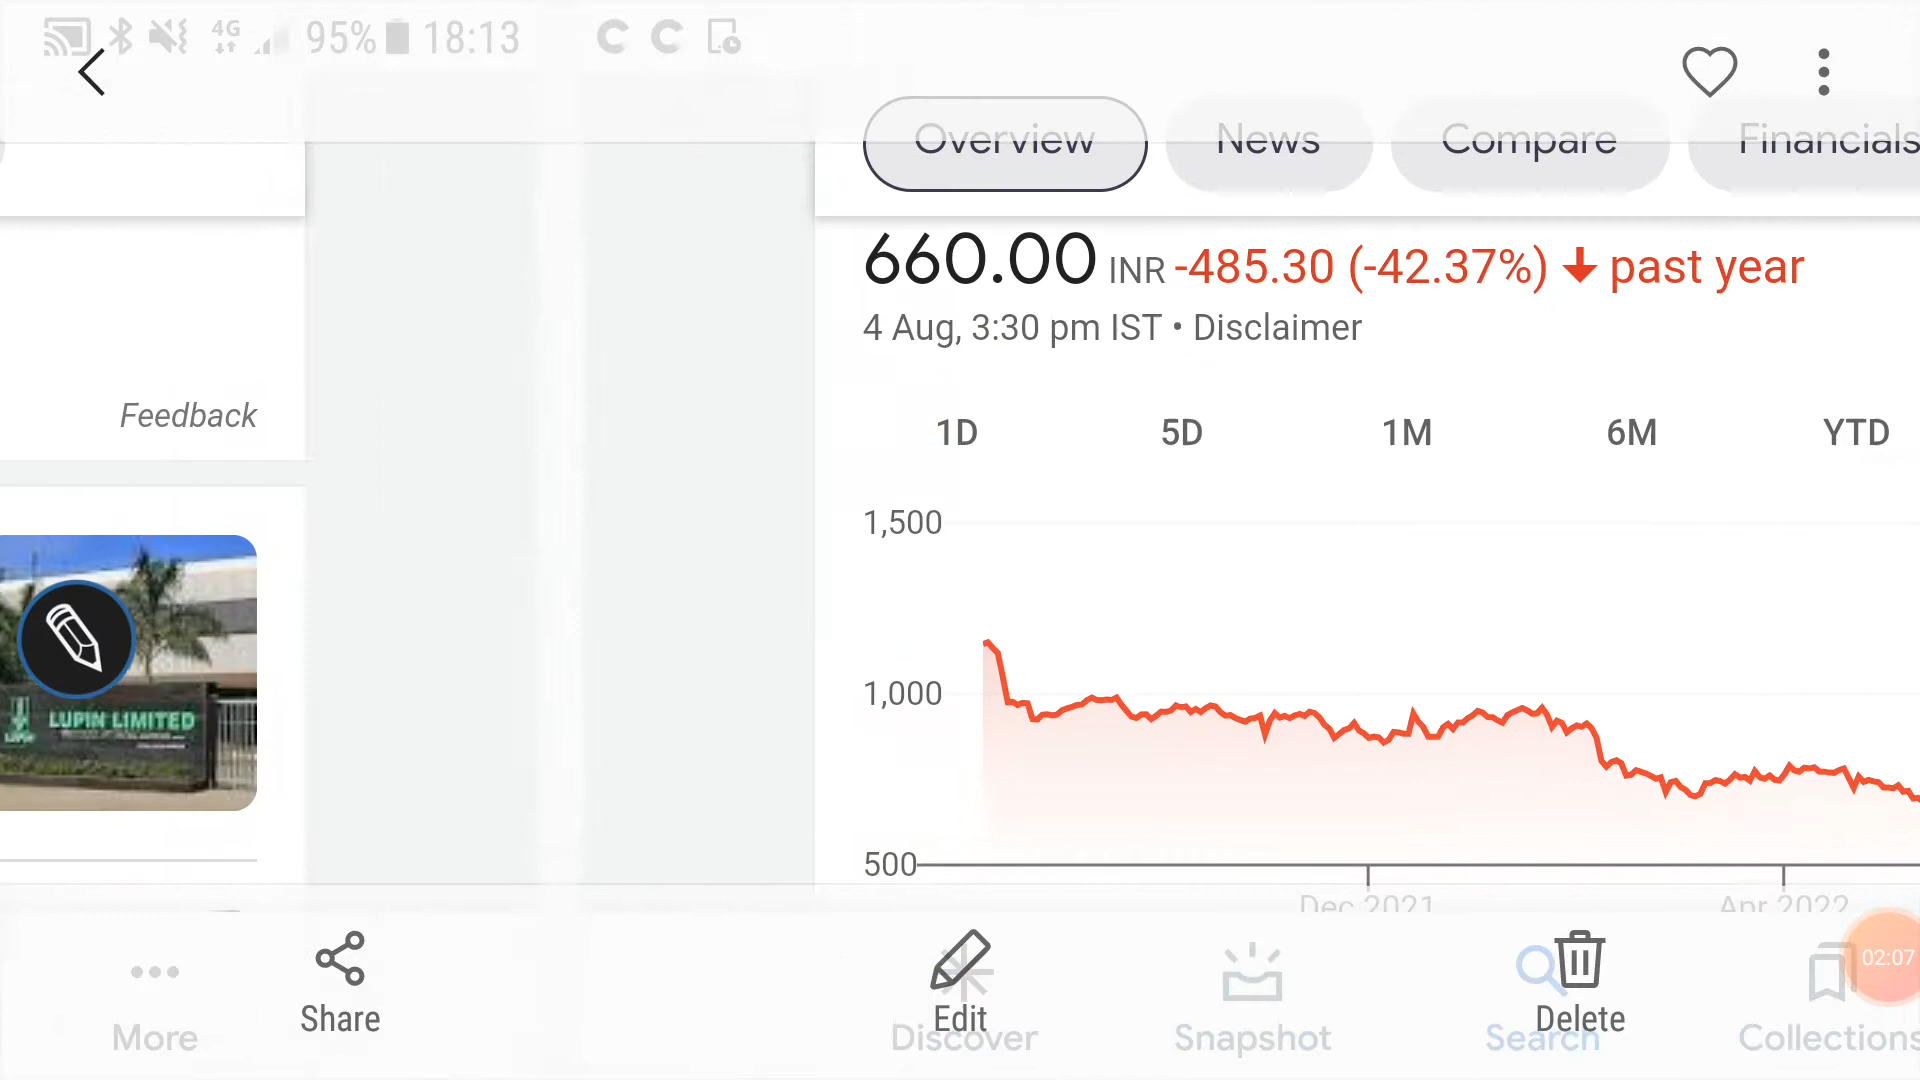 4G 95% 18:13
Overview News Compare Financials
660.00 INR -485.30 (-42.37%) past year
4 Aug, 3:30 pm IST • Disclaimer
Feedback
1D 5D 1M 6M YTD
1,500
1,000
500
LUPIN LIMITED
Dec 2021 Apr 2022
02:07
Share Edit Delete
More Discover Snapshot Search Collections